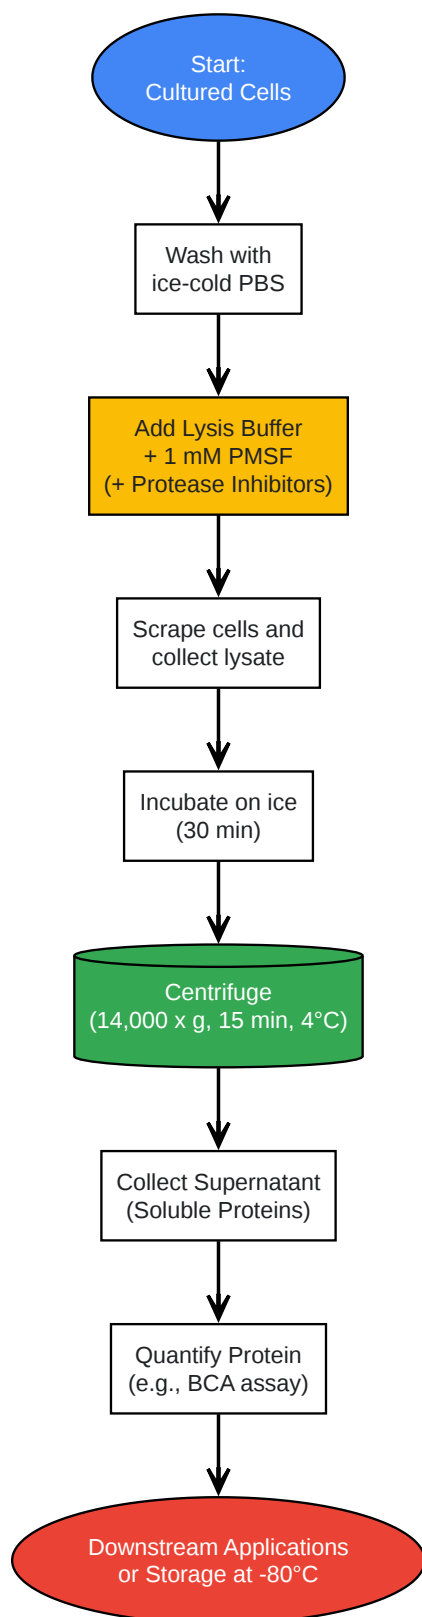 Start:
Cultured Cells
Wash with
ice-cold PBS
Add Lysis Buffer
+ 1 mM PMSF
(+ Protease Inhibitors)
Scrape cells and
collect lysate
Incubate on ice
(30 min)
Centrifuge
(14,000 x g, 15 min, 4°C)
Collect Supernatant
(Soluble Proteins)
Quantify Protein
(e.g., BCA assay)
Downstream Applications
or Storage at -80°C